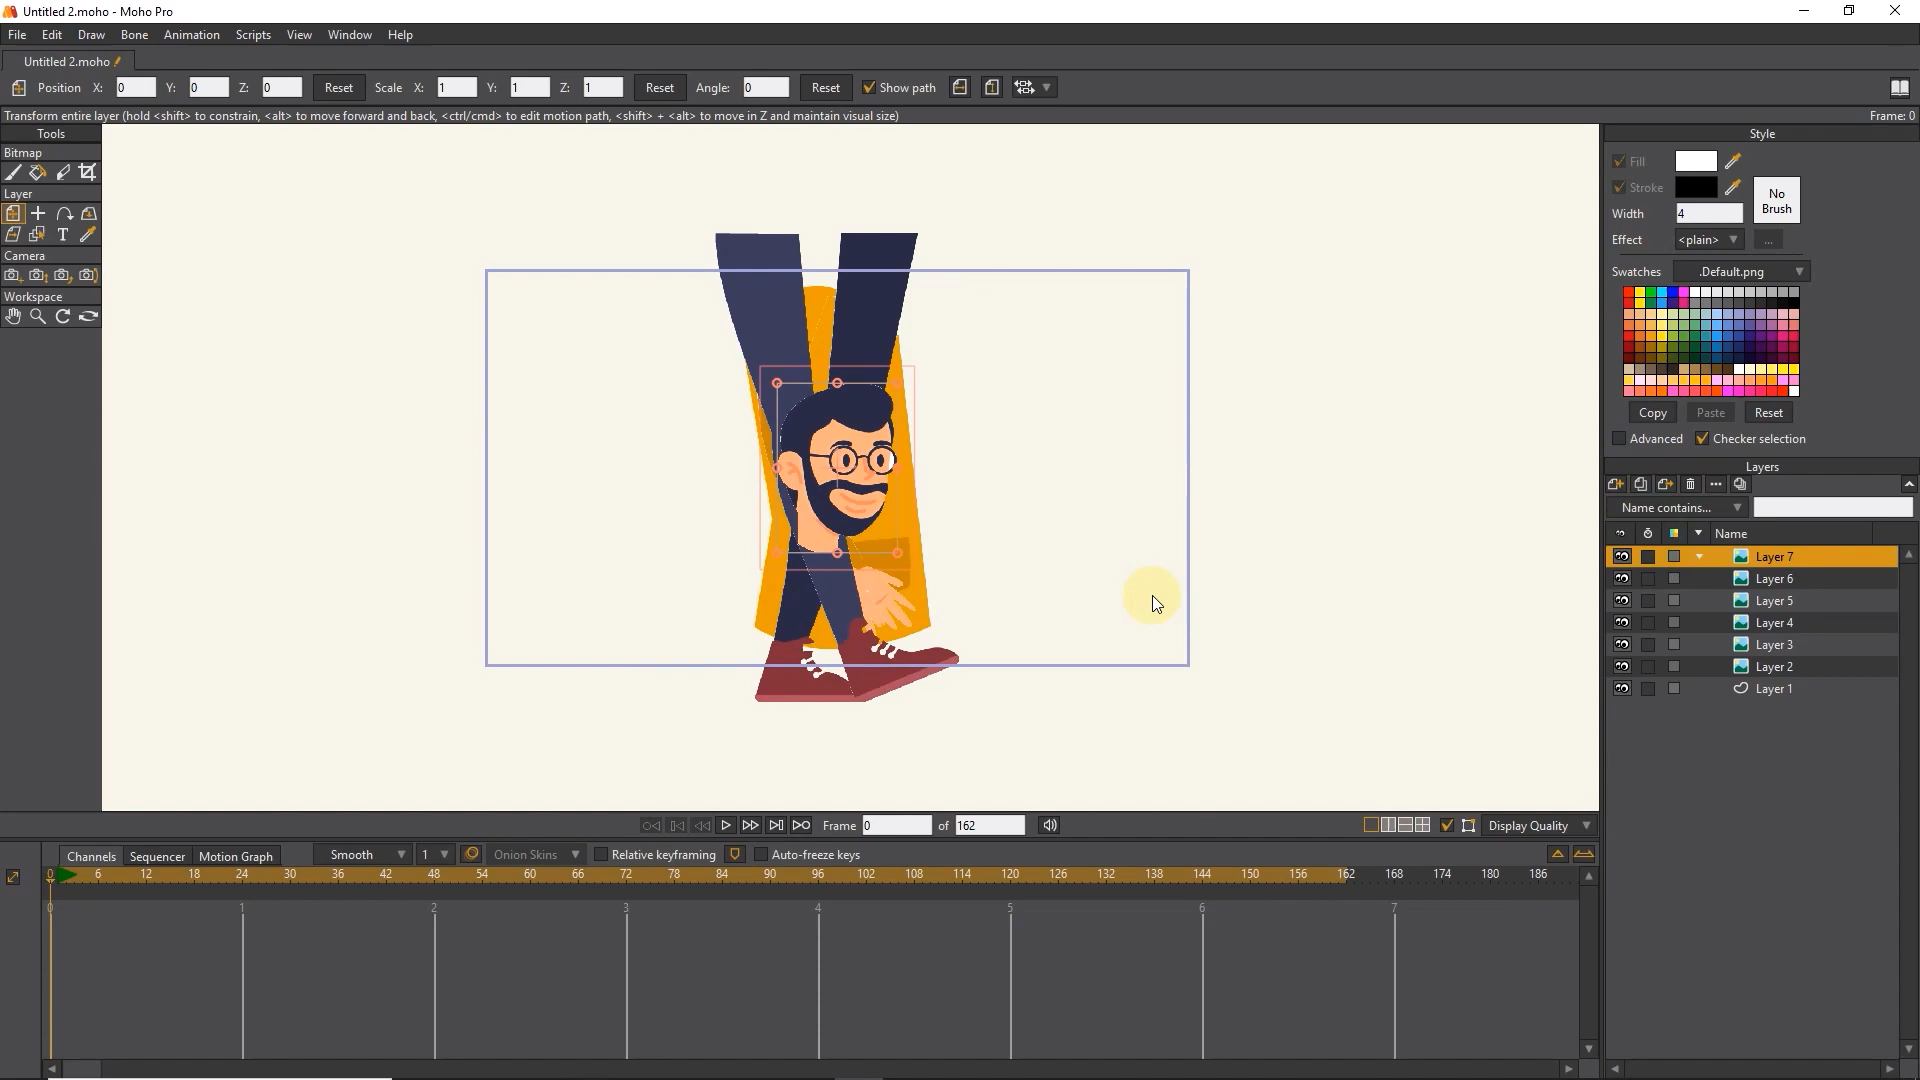 Untitled 2.moho - Moho Pro
File Edit Draw Bone Animation Scripts View Window Help
Untitled 2.moho
Position X: 0 Y: 0 Z: 0 Reset Scale X: 1 Y: 1 Z: 1 Reset Angle: 0 Reset Show path
Transform entire layer (hold <shift> to constrain, <alt> to move forward and back, <ctrl/cmd> to edit motion path, <shift> + <alt> to move in Z and maintain visual size) Frame: 0
Tools
Bitmap
Layer
T
Camera
Workspace
Style
Fill
Stroke
No
Brush
Width 4
Effect <plain> ...
Swatches .Default.png
Copy Paste Reset
Advanced Checker selection
Layers
Name contains...
Name
Layer 7
Layer 6
Layer 5
Layer 4
Layer 3
Layer 2
Layer 1
Frame 0 of 162 Display Quality
Channels Sequencer Motion Graph Smooth 1 Onion Skins Relative keyframing Auto-freeze keys
0 6 12 18 24 30 36 42 48 54 60 66 72 78 84 90 96 102 108 114 120 126 132 138 144 150 156 162 168 174 180 186
0 1 2 3 4 5 6 7